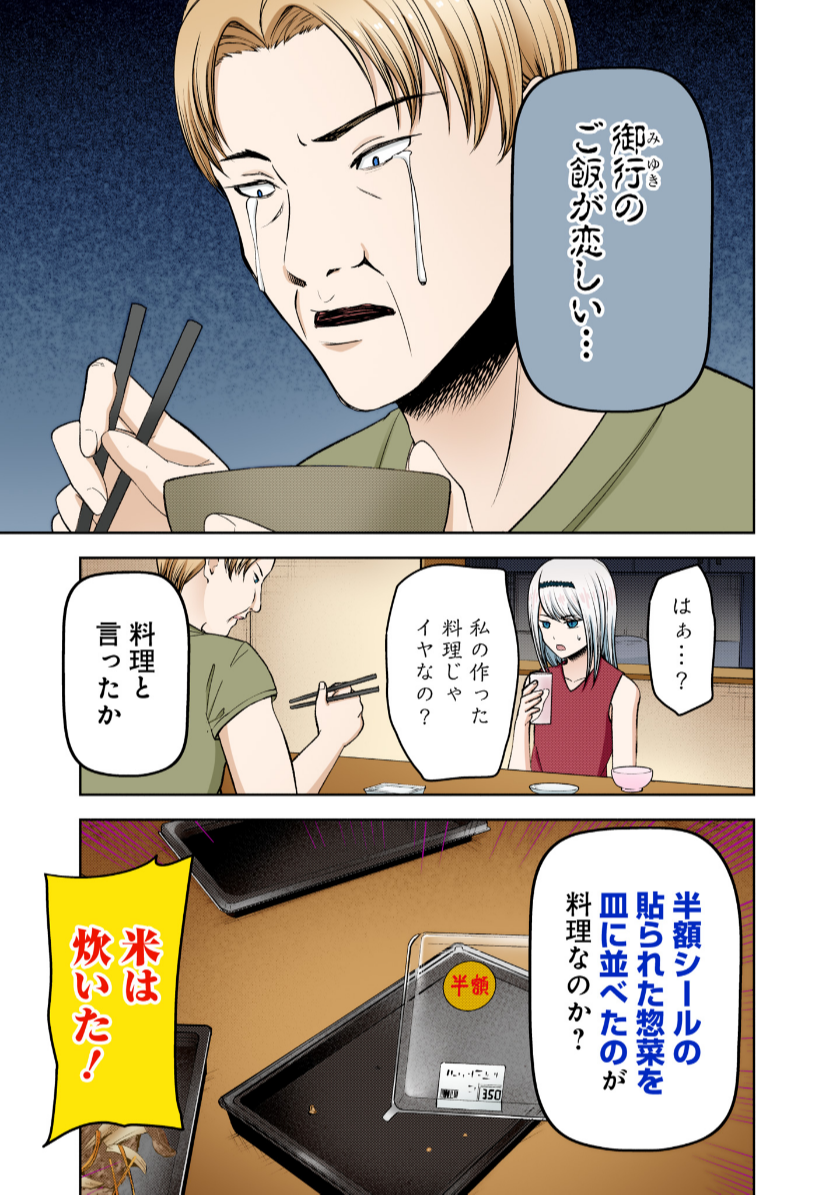 御行の
みゆき
ご飯が恋しい…
はぁ…？
私の作った
料理じゃ
イヤなの？
料理と
言ったか
半額シールの
貼られた惣菜を
皿に並べたのが
料理なのか？
半額
350
米は
炊いた！